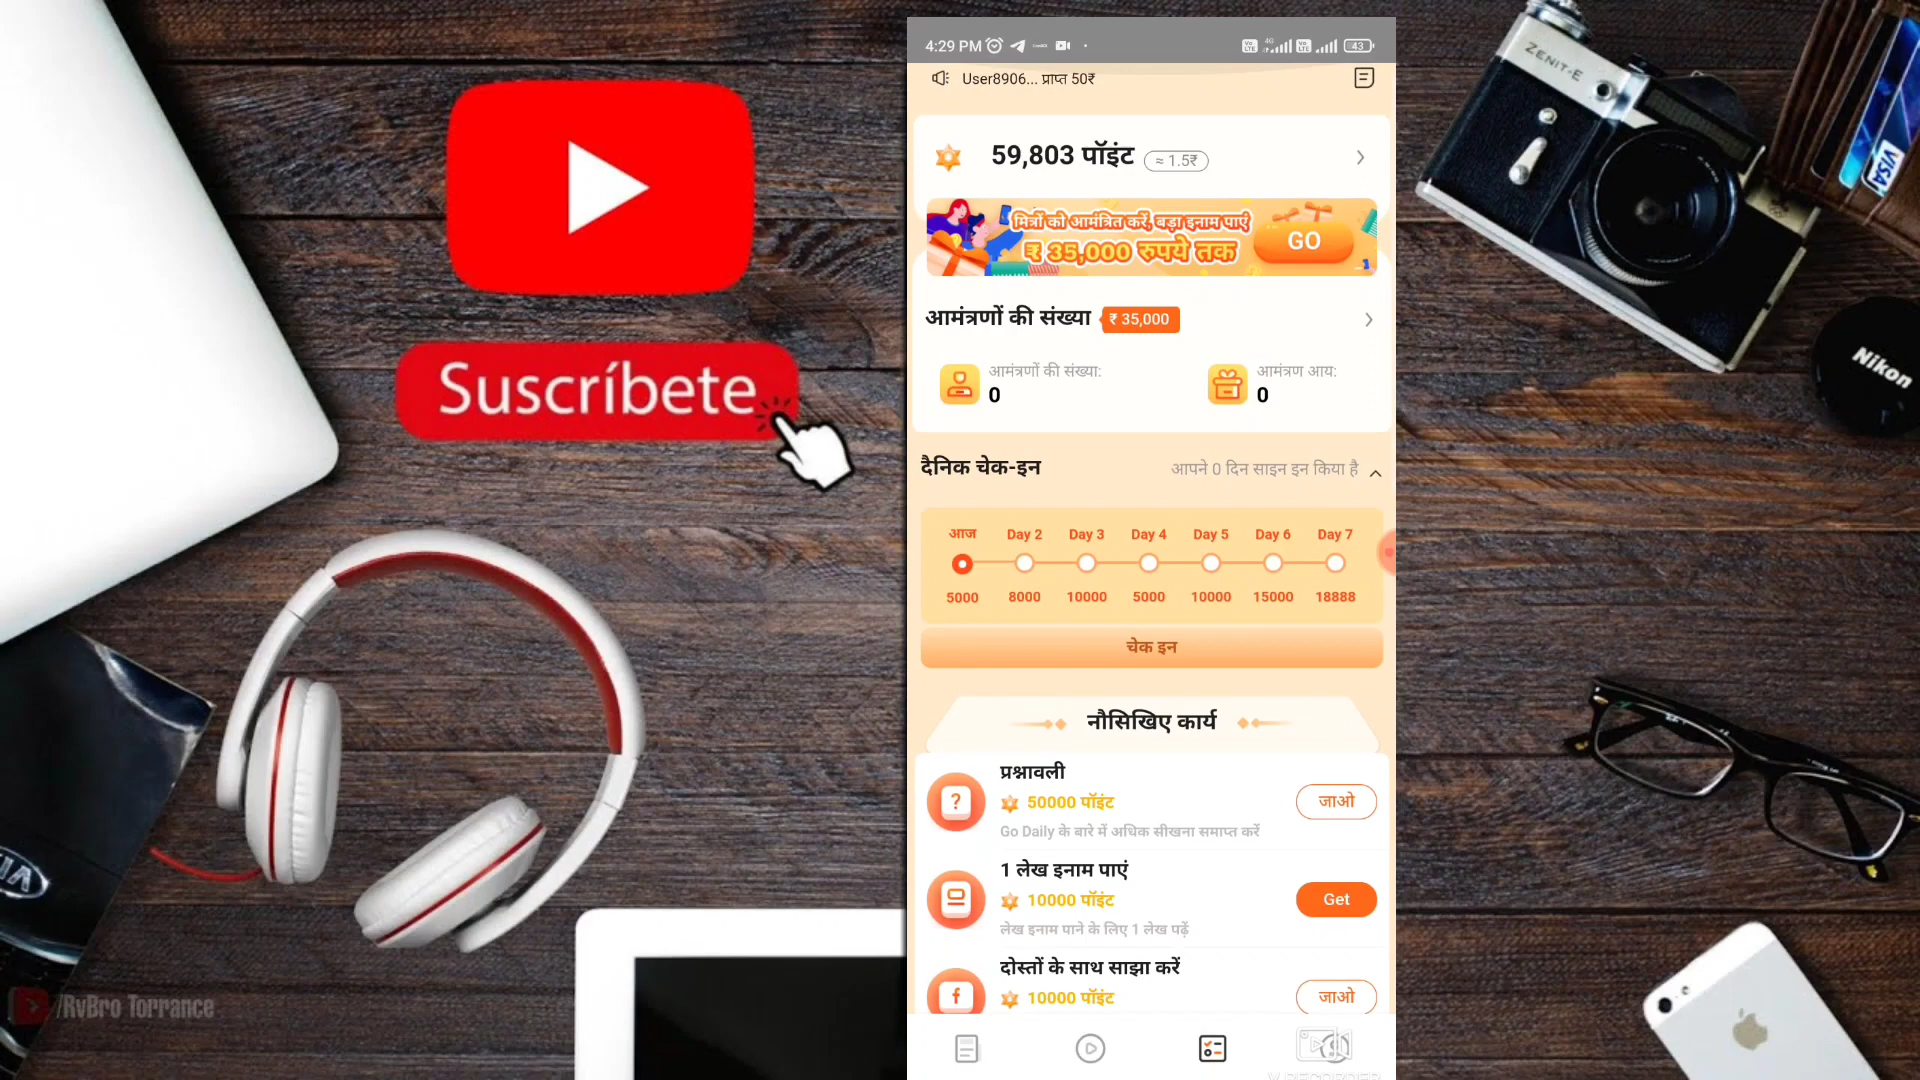 4:29 PM
43
User8906... प्राप्त 50₹
59,803 पॉइंट ≈ 1.5₹
मित्रों को आमंत्रित करें, बड़ा इनाम पाएं
₹ 35,000 रुपये तक
GO
आमंत्रणों की संख्या ₹ 35,000
आमंत्रणों की संख्या:
0
आमंत्रण आय:
0
दैनिक चेक-इन
आपने 0 दिन साइन इन किया है
आज Day 2 Day 3 Day 4 Day 5 Day 6 Day 7
5000 8000 10000 5000 10000 15000 18888
चेक इन
नौसिखिए कार्य
प्रश्नावली
50000 पॉइंट
Go Daily के बारे में अधिक सीखना समाप्त करें
जाओ
1 लेख इनाम पाएं
10000 पॉइंट
लेख इनाम पाने के लिए 1 लेख पढ़ें
Get
दोस्तों के साथ साझा करें
10000 पॉइंट
जाओ
Suscríbete
/RvBro Torrance
ZENIT-E
Nikon
VISA